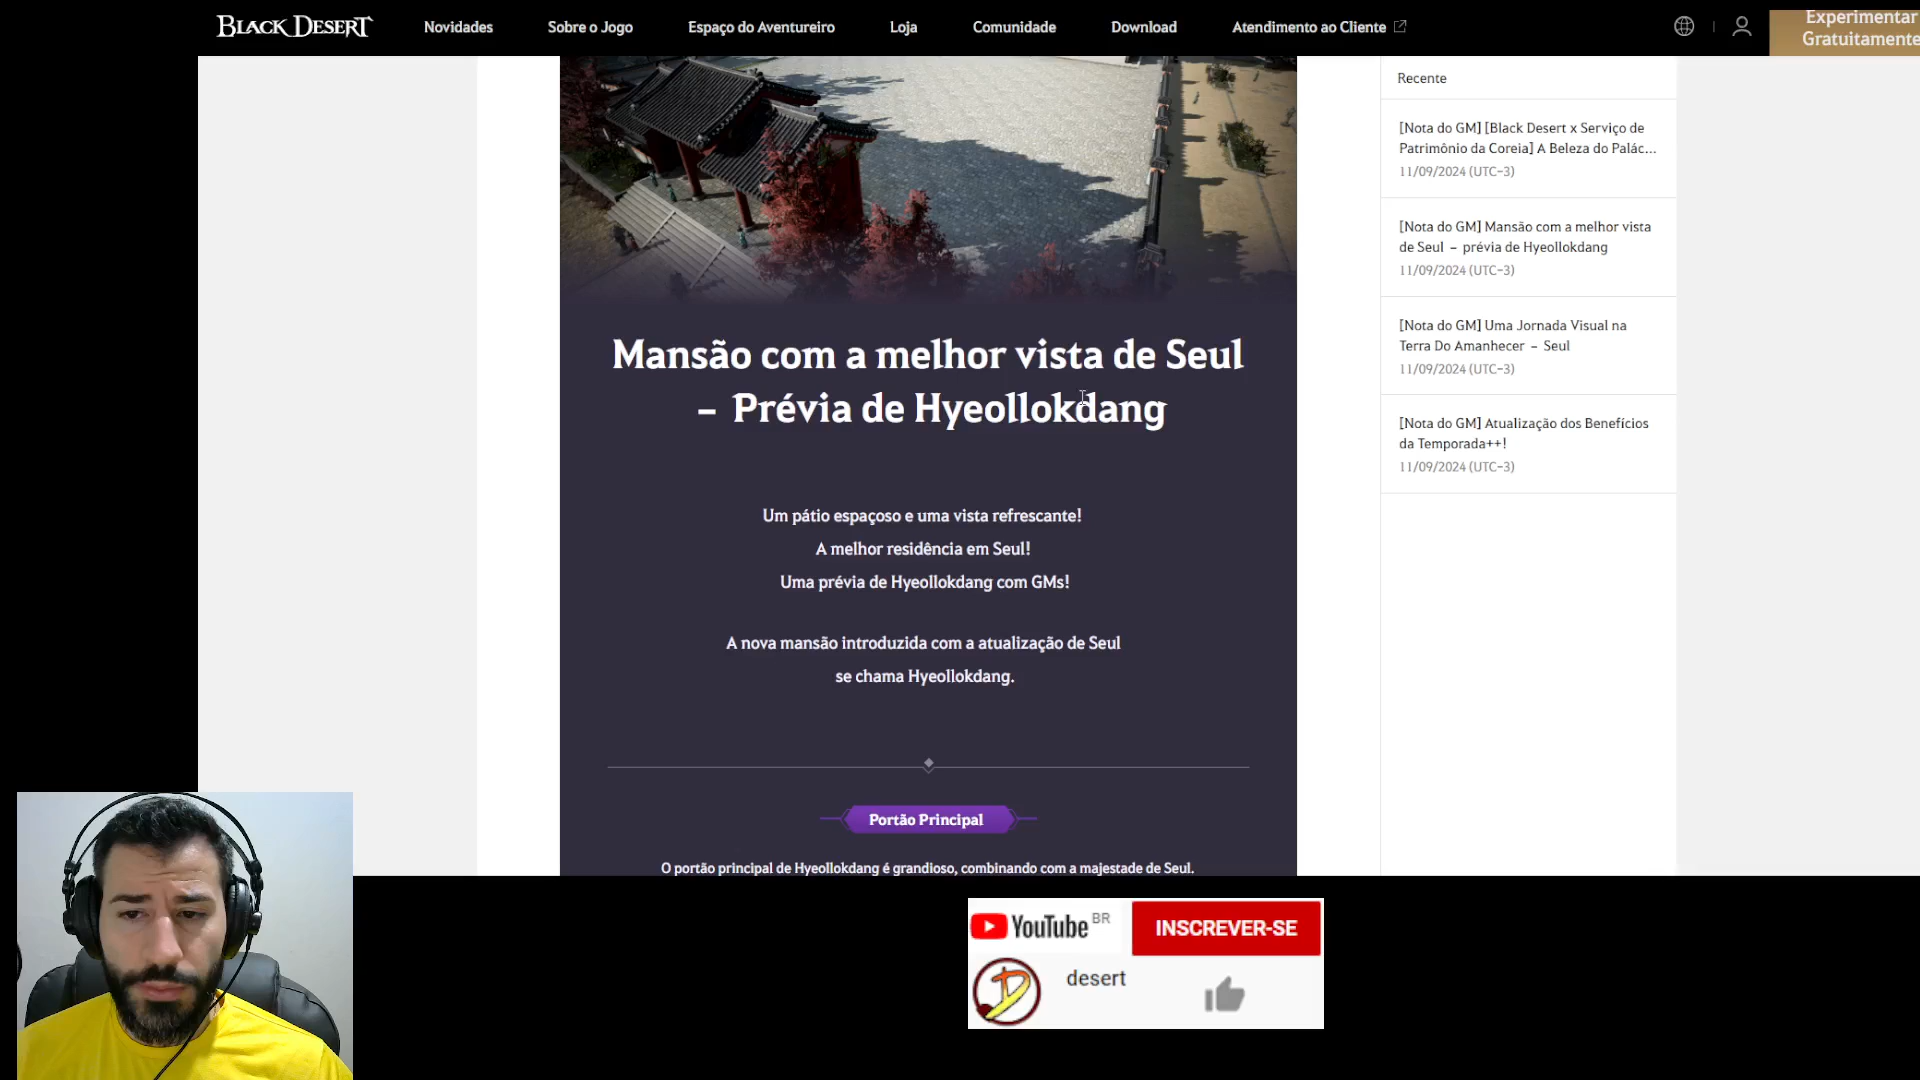 BLACK DESERT
Novidades
Sobre o Jogo
Espaço do Aventureiro
Loja
Comunidade
Download
Atendimento ao Cliente
Experimentar
Gratuitamente
Mansão com a melhor vista de Seul
– Prévia de Hyeollokdang
Um pátio espaçoso e uma vista refrescante!
A melhor residência em Seul!
Uma prévia de Hyeollokdang com GMs!
A nova mansão introduzida com a atualização de Seul
se chama Hyeollokdang.
Portão Principal
O portão principal de Hyeollokdang é grandioso, combinando com a majestade de Seul.
Recente
[Nota do GM] [Black Desert x Serviço de
Patrimônio da Coreia] A Beleza do Palác...
11/09/2024 (UTC-3)
[Nota do GM] Mansão com a melhor vista
de Seul – prévia de Hyeollokdang
11/09/2024 (UTC-3)
[Nota do GM] Uma Jornada Visual na
Terra Do Amanhecer – Seul
11/09/2024 (UTC-3)
[Nota do GM] Atualização dos Benefícios
da Temporada++!
11/09/2024 (UTC-3)
YouTube BR
INSCREVER-SE
D
desert